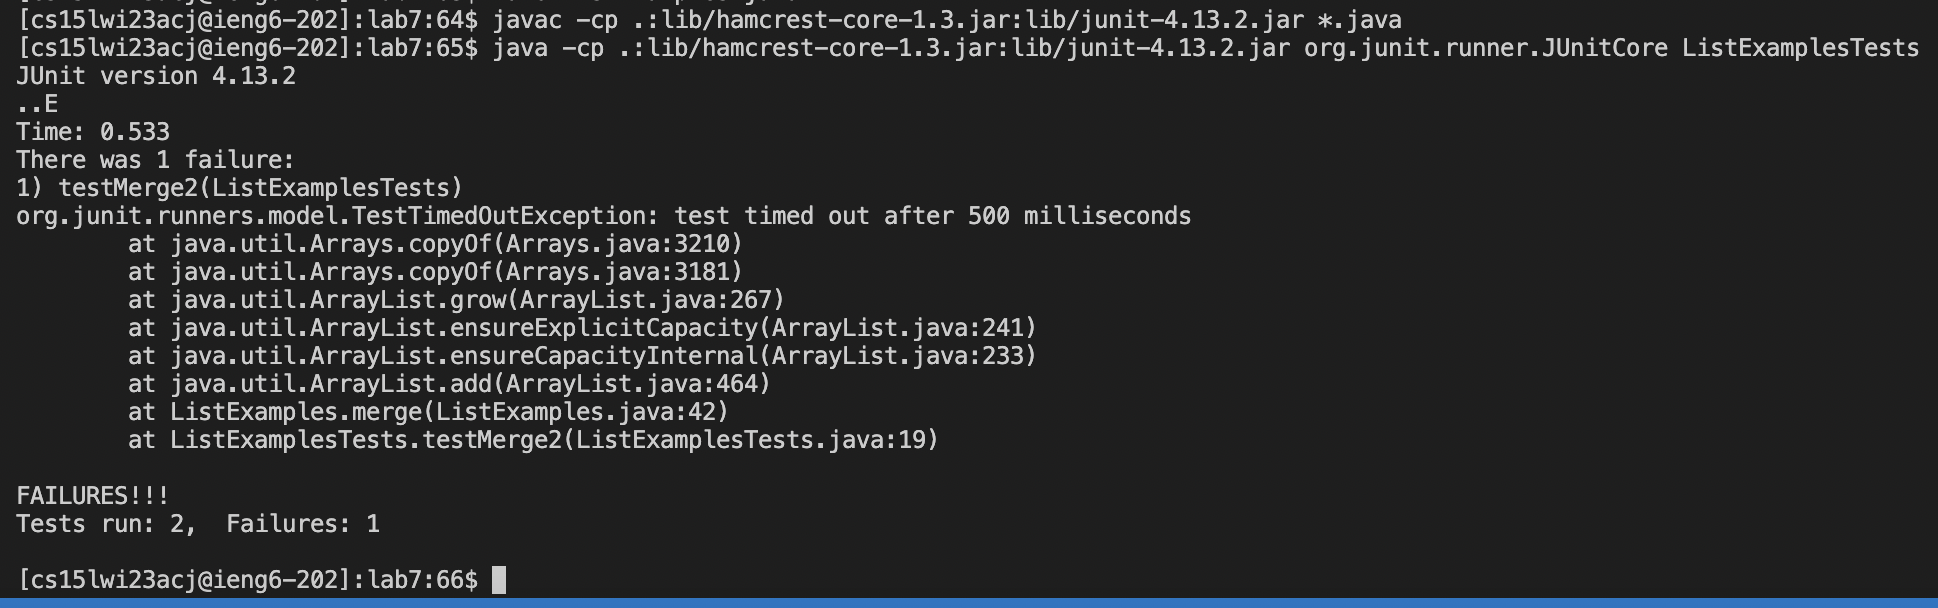 [cs15lwi23acj@ieng6-202]:lab7:64$ javac -cp .:lib/hamcrest-core-1.3.jar:lib/junit-4.13.2.jar *.java
[cs15lwi23acj@ieng6-202]:lab7:65$ java -cp .:lib/hamcrest-core-1.3.jar:lib/junit-4.13.2.jar org.junit.runner.JUnitCore ListExamplesTests
JUnit version 4.13.2
..E
Time: 0.533
There was 1 failure:
1) testMerge2(ListExamplesTests)
org.junit.runners.model.TestTimedOutException: test timed out after 500 milliseconds
        at java.util.Arrays.copyOf(Arrays.java:3210)
        at java.util.Arrays.copyOf(Arrays.java:3181)
        at java.util.ArrayList.grow(ArrayList.java:267)
        at java.util.ArrayList.ensureExplicitCapacity(ArrayList.java:241)
        at java.util.ArrayList.ensureCapacityInternal(ArrayList.java:233)
        at java.util.ArrayList.add(ArrayList.java:464)
        at ListExamples.merge(ListExamples.java:42)
        at ListExamplesTests.testMerge2(ListExamplesTests.java:19)

FAILURES!!!
Tests run: 2,  Failures: 1

[cs15lwi23acj@ieng6-202]:lab7:66$